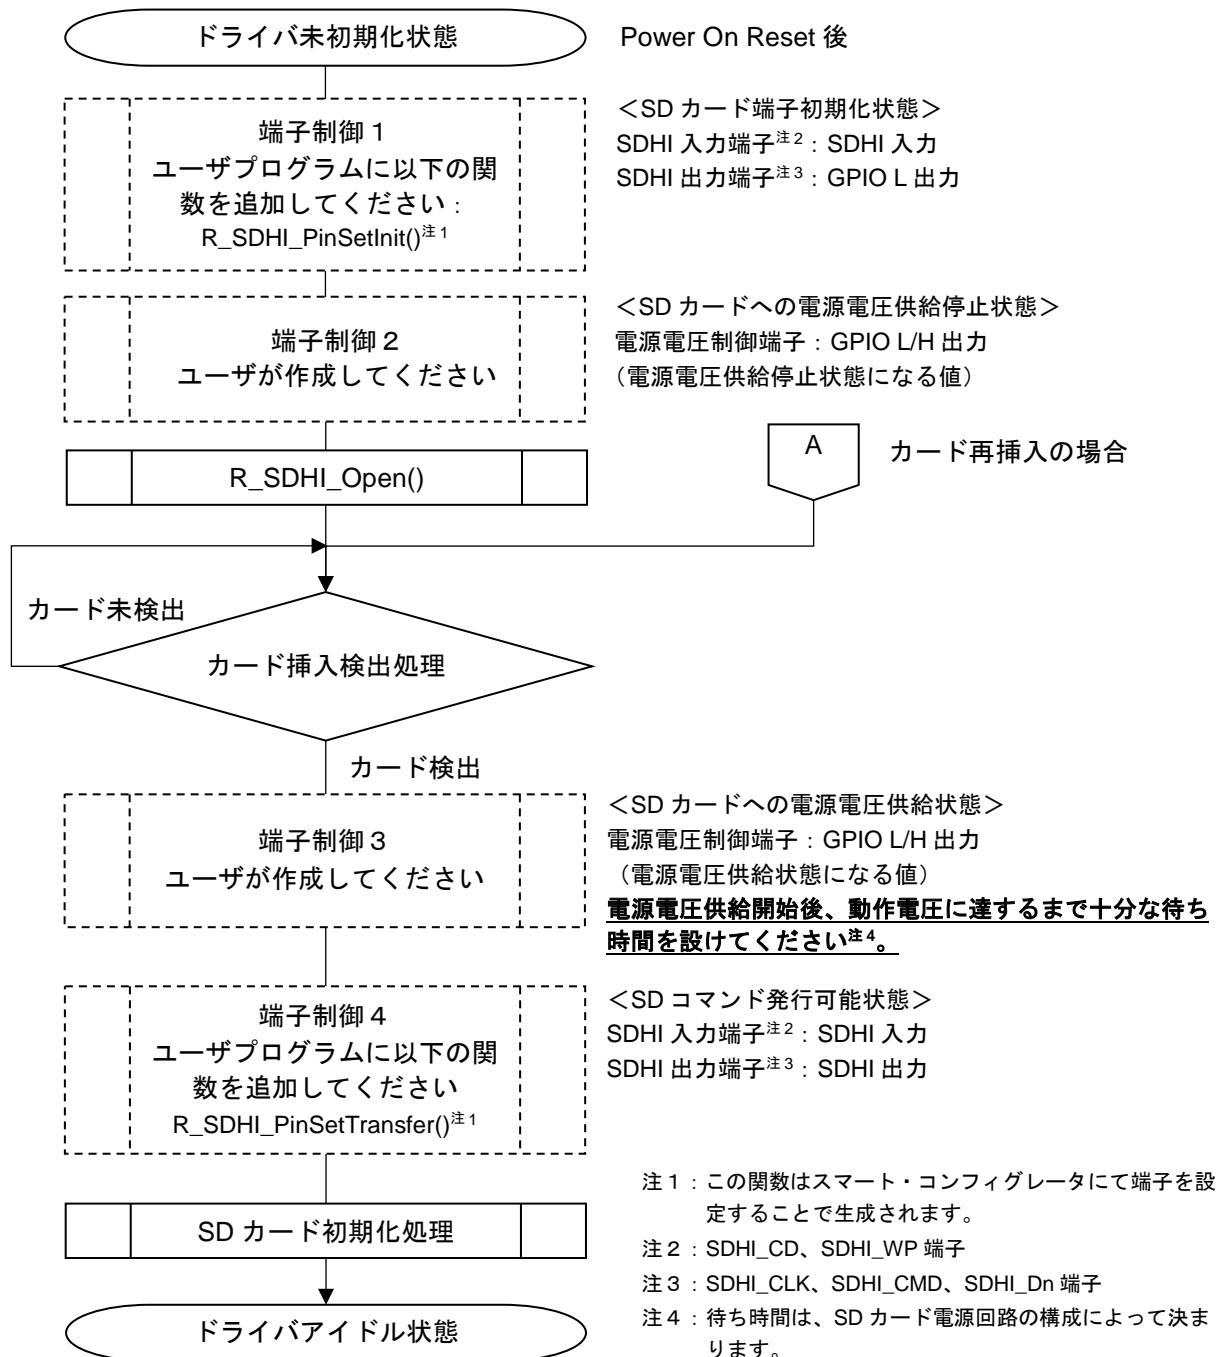 ドライバ未初期化状態
Power On Reset 後
端子制御１
ユーザプログラムに以下の関
数を追加してください：
R_SDHI_PinSetInit()注１
＜SD カード端子初期化状態＞
SDHI 入力端子注２：SDHI 入力
SDHI 出力端子注３：GPIO L 出力
端子制御２
ユーザが作成してください
＜SD カードへの電源電圧供給停止状態＞
電源電圧制御端子：GPIO L/H 出力
（電源電圧供給停止状態になる値）
R_SDHI_Open()
A
カード再挿入の場合
カード未検出
カード挿入検出処理
カード検出
端子制御３
ユーザが作成してください
＜SD カードへの電源電圧供給状態＞
電源電圧制御端子：GPIO L/H 出力
（電源電圧供給状態になる値）
電源電圧供給開始後、動作電圧に達するまで十分な待ち
時間を設けてください注４。
端子制御４
ユーザプログラムに以下の関
数を追加してください
R_SDHI_PinSetTransfer()注１
＜SD コマンド発行可能状態＞
SDHI 入力端子注２：SDHI 入力
SDHI 出力端子注３：SDHI 出力
SD カード初期化処理
ドライバアイドル状態
注１：この関数はスマート・コンフィグレータにて端子を設
定することで生成されます。
注２：SDHI_CD、SDHI_WP 端子
注３：SDHI_CLK、SDHI_CMD、SDHI_Dn 端子
注４：待ち時間は、SD カード電源回路の構成によって決ま
ります。